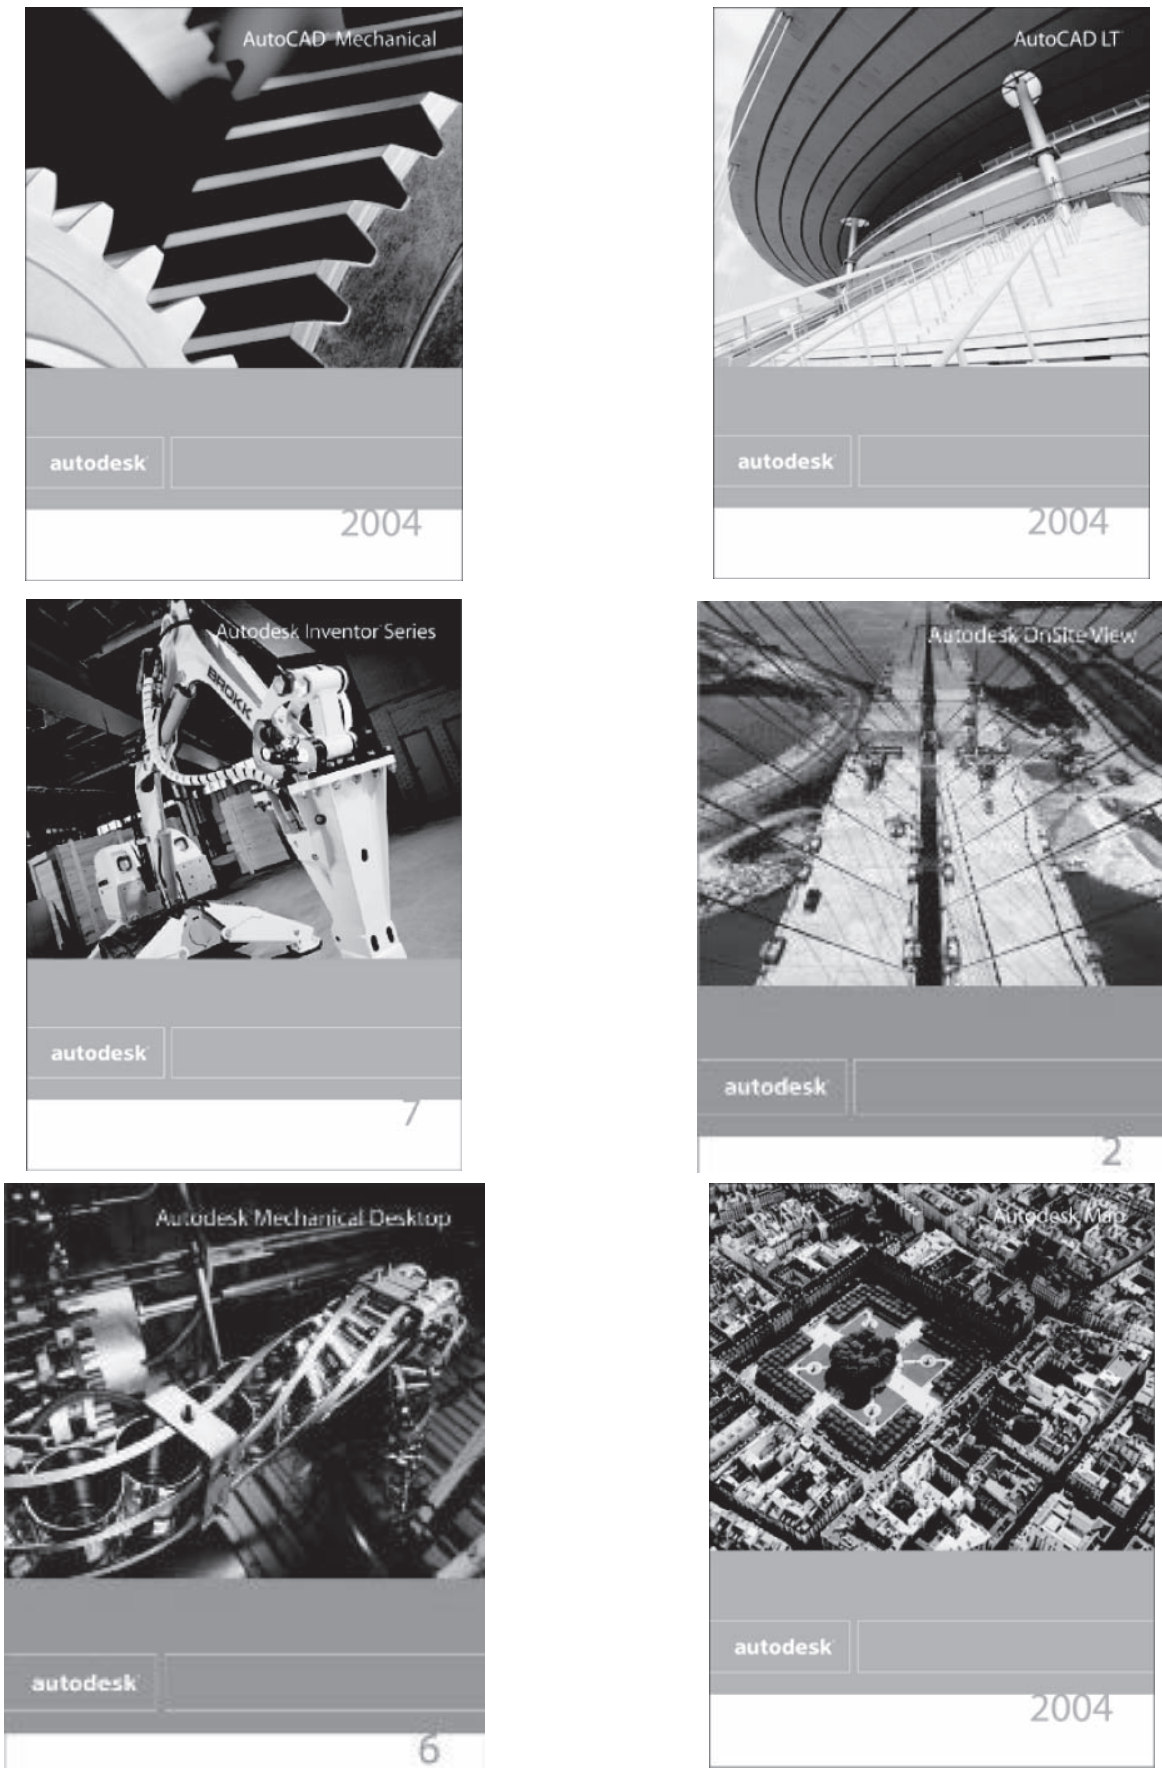 AutoCAD Mechanical
autodesk
2004
AutoCAD LT
autodesk
2004
Autodesk Inventor Series
BROKK
autodesk
7
Autodesk OnSite View
autodesk
2
Autodesk Mechanical Desktop
autodesk
6
Autodesk Map
autodesk
2004